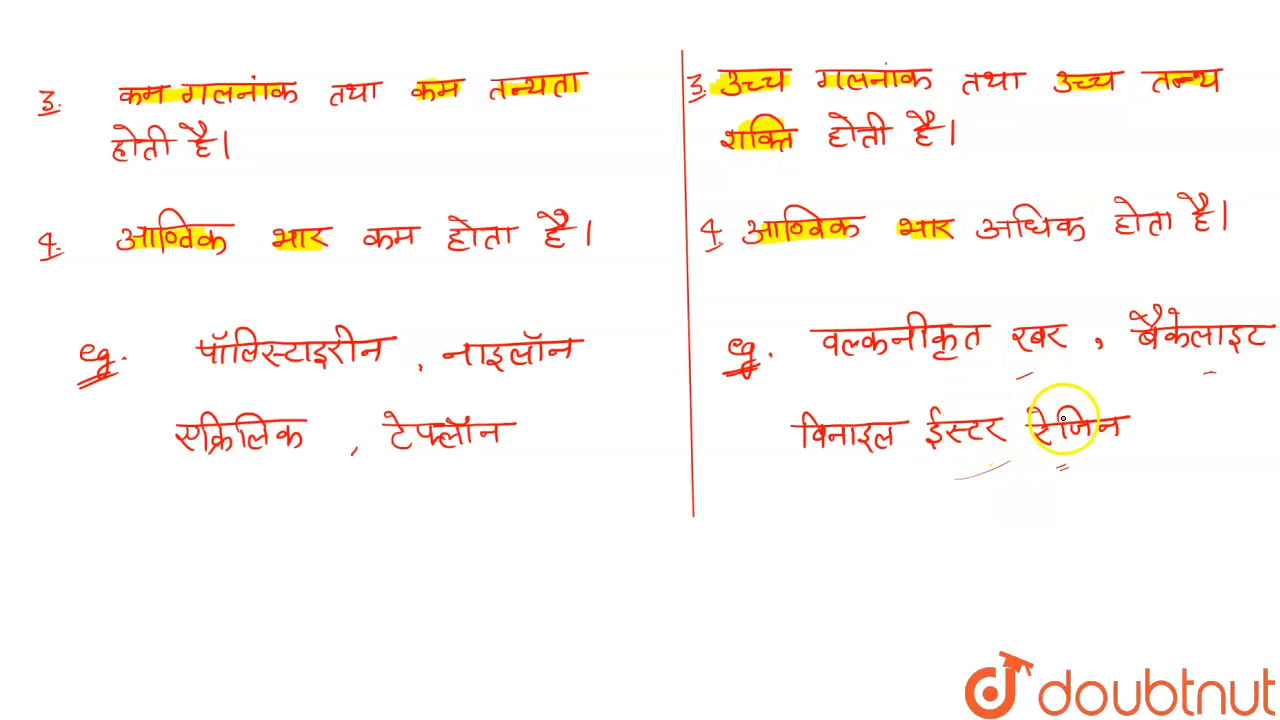 3. कम गलनांक तथा कम तन्यता
होती है।
4. आण्विक भार कम होता है।
eg. पॉलिस्टाइरीन , नाइलॉन
एक्रिलिक , टेफ्लॉन
3. उच्च गलनांक तथा उच्च तन्य
शक्ति होती है।
4. आण्विक भार अधिक होता है।
eg. वल्कनीकृत रबर , बैकेलाइट
विनाइल ईस्टर रेजिन
doubtnut